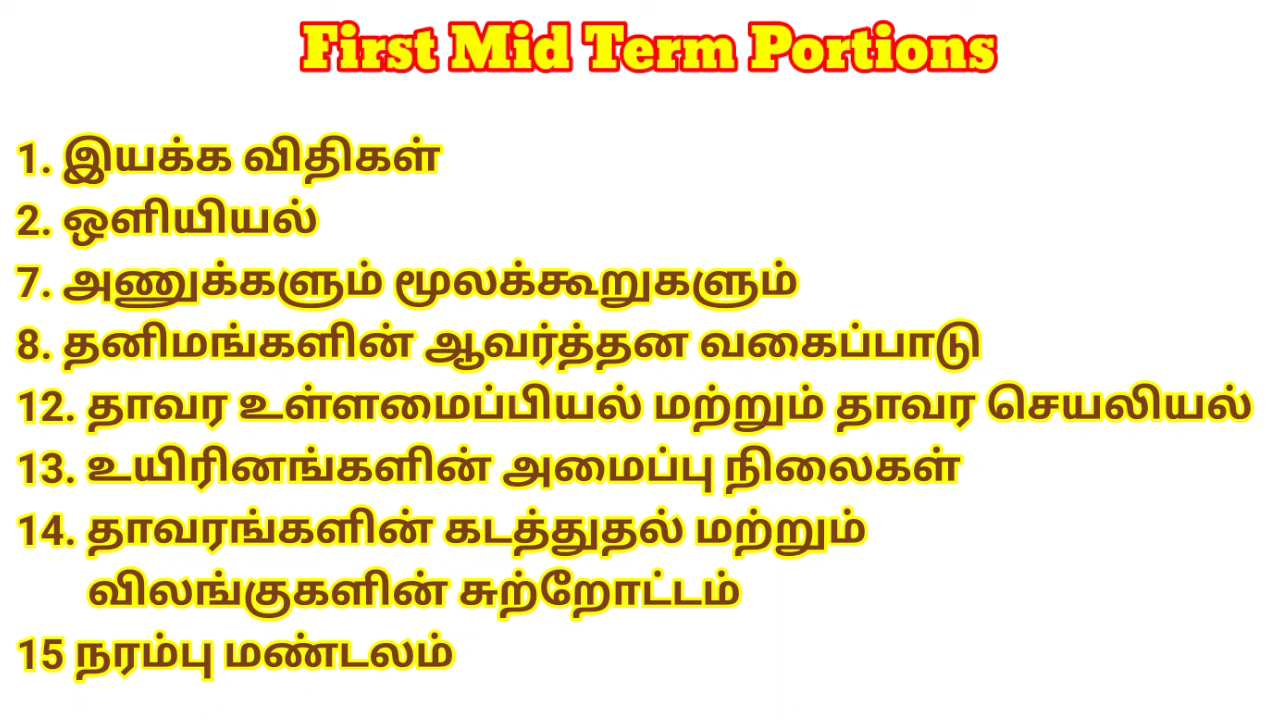 First Mid Term Portions
1. இயக்க விதிகள்
2. ஒளியியல்
7. அணுக்களும் மூலக்கூறுகளும்
8. தனிமங்களின் ஆவர்த்தன வகைப்பாடு
12. தாவர உள்ளமைப்பியல் மற்றும் தாவர செயலியல்
13. உயிரினங்களின் அமைப்பு நிலைகள்
14. தாவரங்களின் கடத்துதல் மற்றும்
விலங்குகளின் சுற்றோட்டம்
15 நரம்பு மண்டலம்